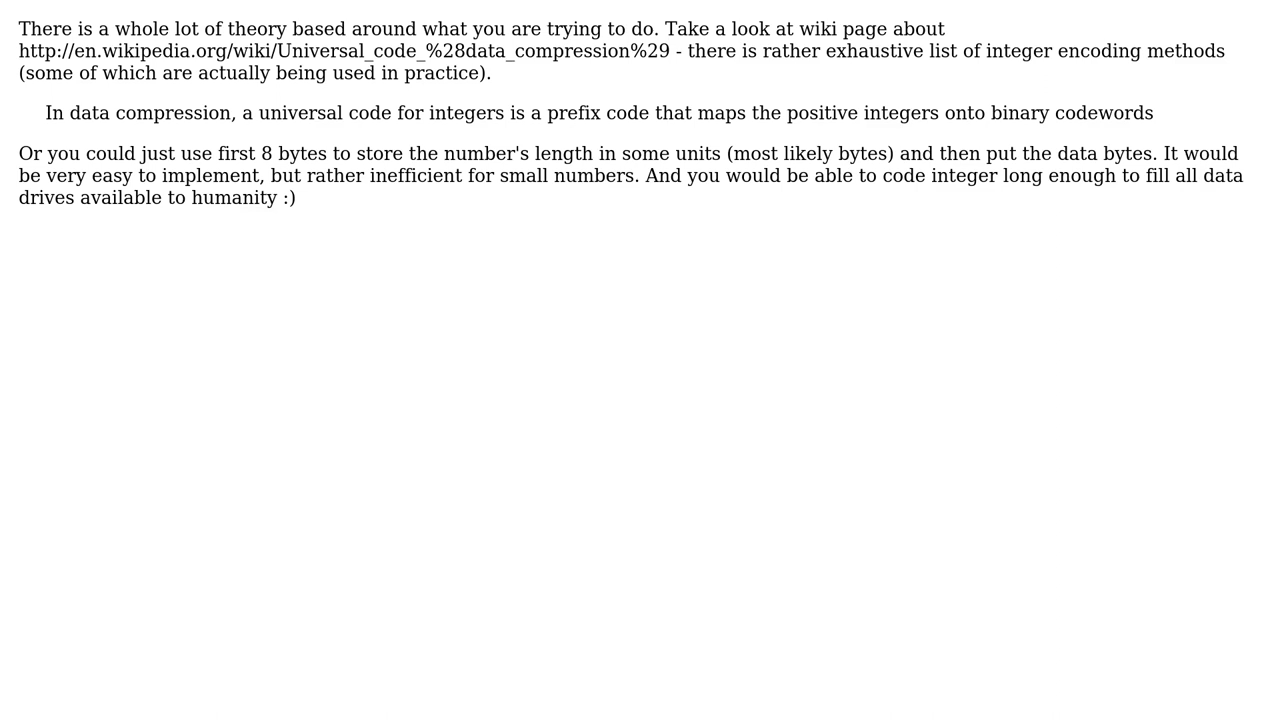 There is a whole lot of theory based around what you are trying to do. Take a look at wiki page about
http://en.wikipedia.org/wiki/Universal_code_%28data_compression%29 - there is rather exhaustive list of integer encoding methods
(some of which are actually being used in practice).
In data compression, a universal code for integers is a prefix code that maps the positive integers onto binary codewords
Or you could just use first 8 bytes to store the number's length in some units (most likely bytes) and then put the data bytes. It would
be very easy to implement, but rather inefficient for small numbers. And you would be able to code integer long enough to fill all data
drives available to humanity :)